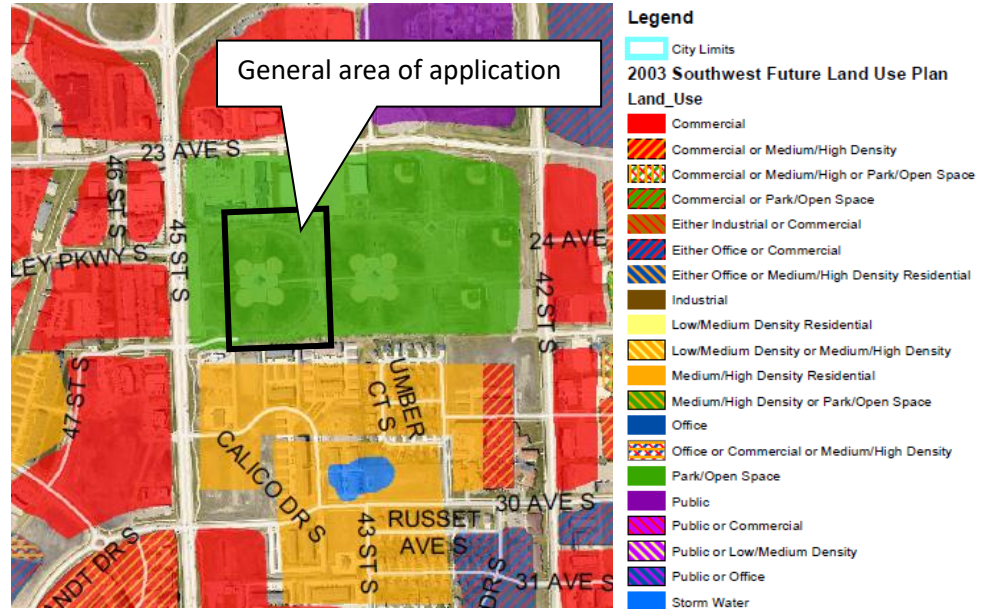 General area of application
23 AVE S
46 ST S
45 ST S
LEY PKWY S
24 AVE
42 ST S
47 ST S
UMBER
CT S
CALICO DR S
30 AVE S
RUSSET
AVE S
43 ST S
ANDT DR S
DR S
31 AVE S
Legend
City Limits
2003 Southwest Future Land Use Plan
Land_Use
Commercial
Commercial or Medium/High Density
Commercial or Medium/High or Park/Open Space
Commercial or Park/Open Space
Either Industrial or Commercial
Either Office or Commercial
Either Office or Medium/High Density Residential
Industrial
Low/Medium Density Residential
Low/Medium Density or Medium/High Density
Medium/High Density Residential
Medium/High Density or Park/Open Space
Office
Office or Commercial or Medium/High Density
Park/Open Space
Public
Public or Commercial
Public or Low/Medium Density
Public or Office
Storm Water